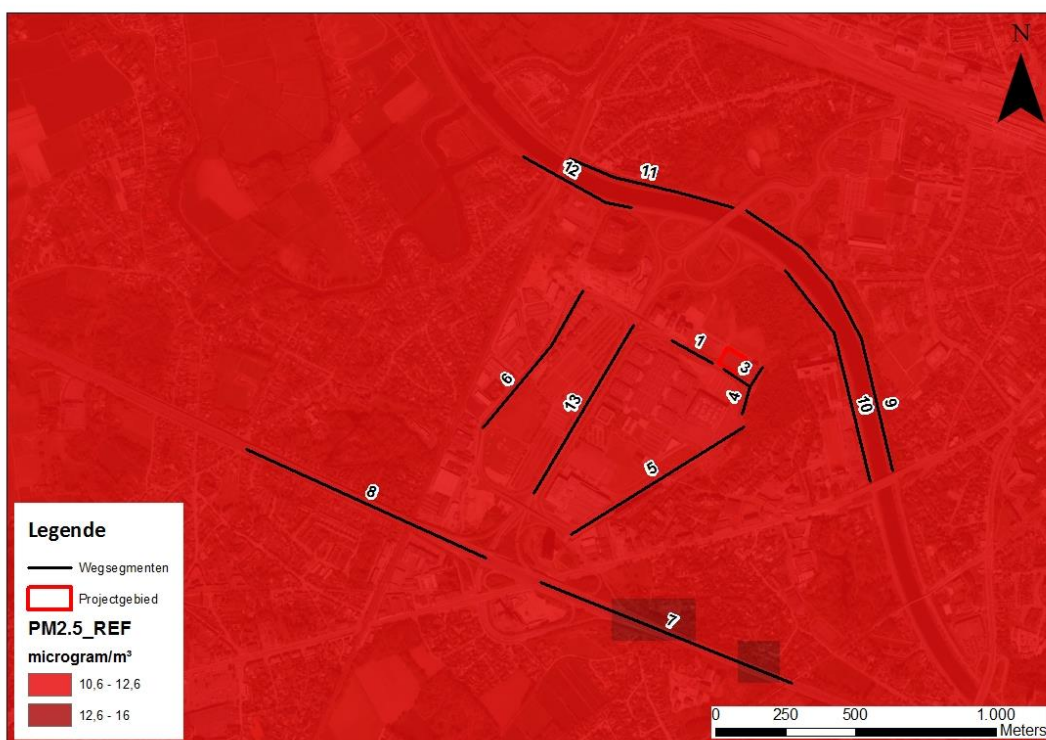 N
12
11
1
3
6
13
4
10
9
5
8
7
Legende
Wegsegmenten
Projectgebied
PM2.5_REF
microgram/m³
10,6 - 12,6
12,6 - 16
0 250 500 1.000
Meters